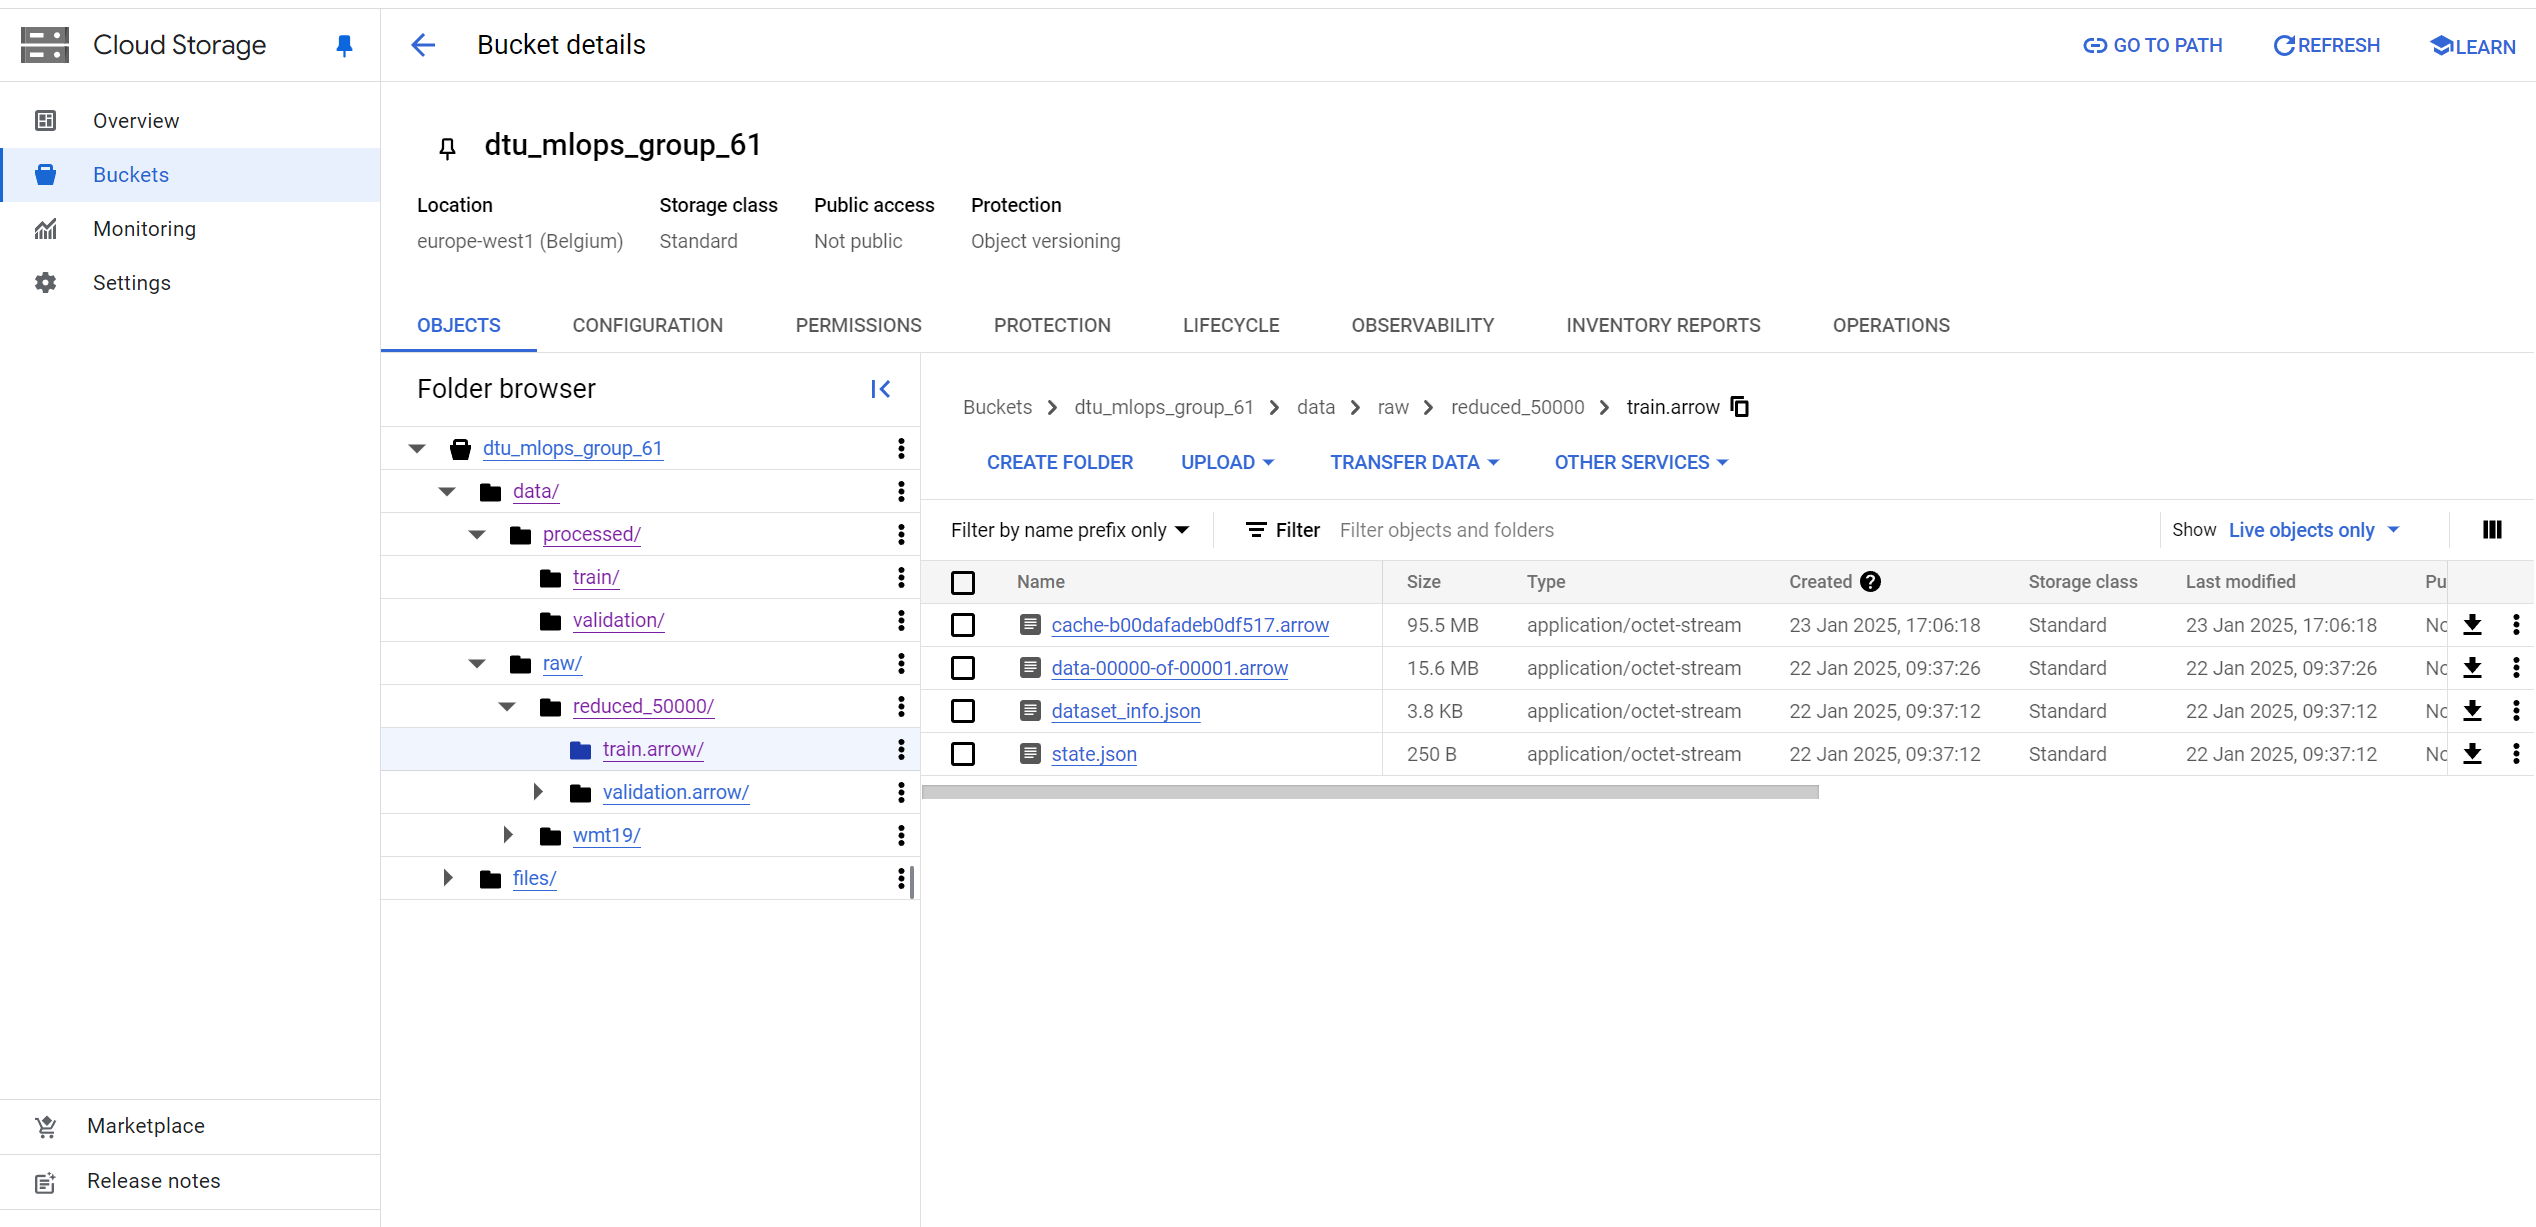 Cloud Storage
Bucket details
GO TO PATH
REFRESH
LEARN
Overview
Buckets
Monitoring
Settings
Marketplace
Release notes
dtu_mlops_group_61
Location Storage class Public access Protection
europe-west1 (Belgium) Standard Not public Object versioning
OBJECTS CONFIGURATION PERMISSIONS PROTECTION LIFECYCLE OBSERVABILITY INVENTORY REPORTS OPERATIONS
Folder browser
dtu_mlops_group_61
data/
processed/
train/
validation/
raw/
reduced_50000/
train.arrow/
validation.arrow/
wmt19/
files/
Buckets dtu_mlops_group_61 data raw reduced_50000 train.arrow
CREATE FOLDER UPLOAD TRANSFER DATA OTHER SERVICES
Filter by name prefix only Filter Filter objects and folders Show Live objects only
Name Size Type Created Storage class Last modified Pu
cache-b00dafadeb0df517.arrow 95.5 MB application/octet-stream 23 Jan 2025, 17:06:18 Standard 23 Jan 2025, 17:06:18 No
data-00000-of-00001.arrow 15.6 MB application/octet-stream 22 Jan 2025, 09:37:26 Standard 22 Jan 2025, 09:37:26 No
dataset_info.json 3.8 KB application/octet-stream 22 Jan 2025, 09:37:12 Standard 22 Jan 2025, 09:37:12 No
state.json 250 B application/octet-stream 22 Jan 2025, 09:37:12 Standard 22 Jan 2025, 09:37:12 No